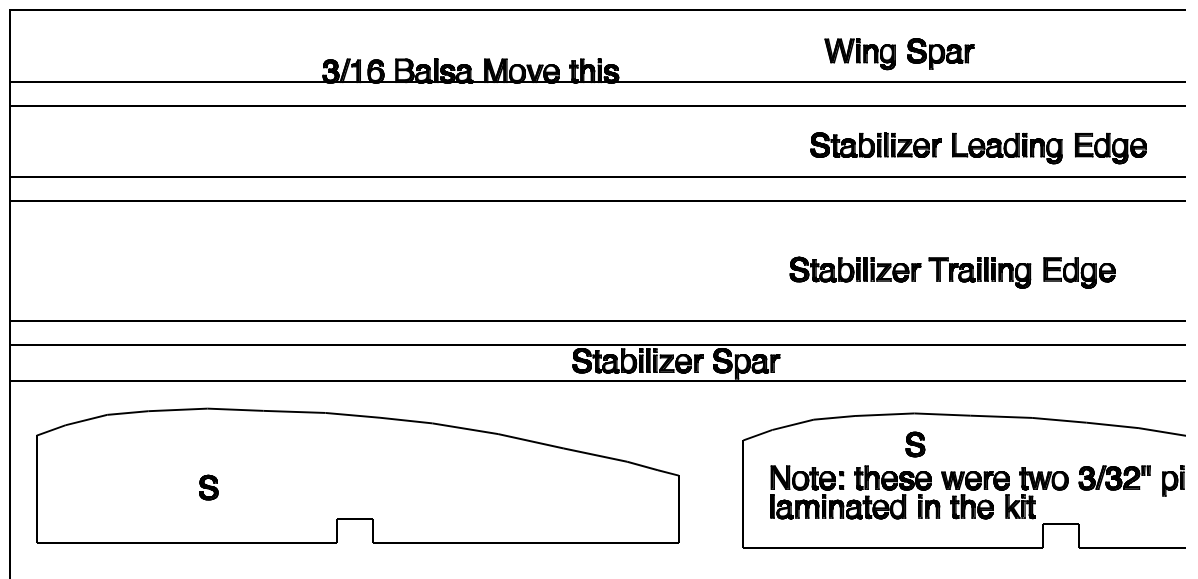 Wing Spar
3/16 Balsa Move this
Stabilizer Leading Edge
Stabilizer Trailing Edge
Stabilizer Spar
S
S
Note: these were two 3/32" pi
laminated in the kit